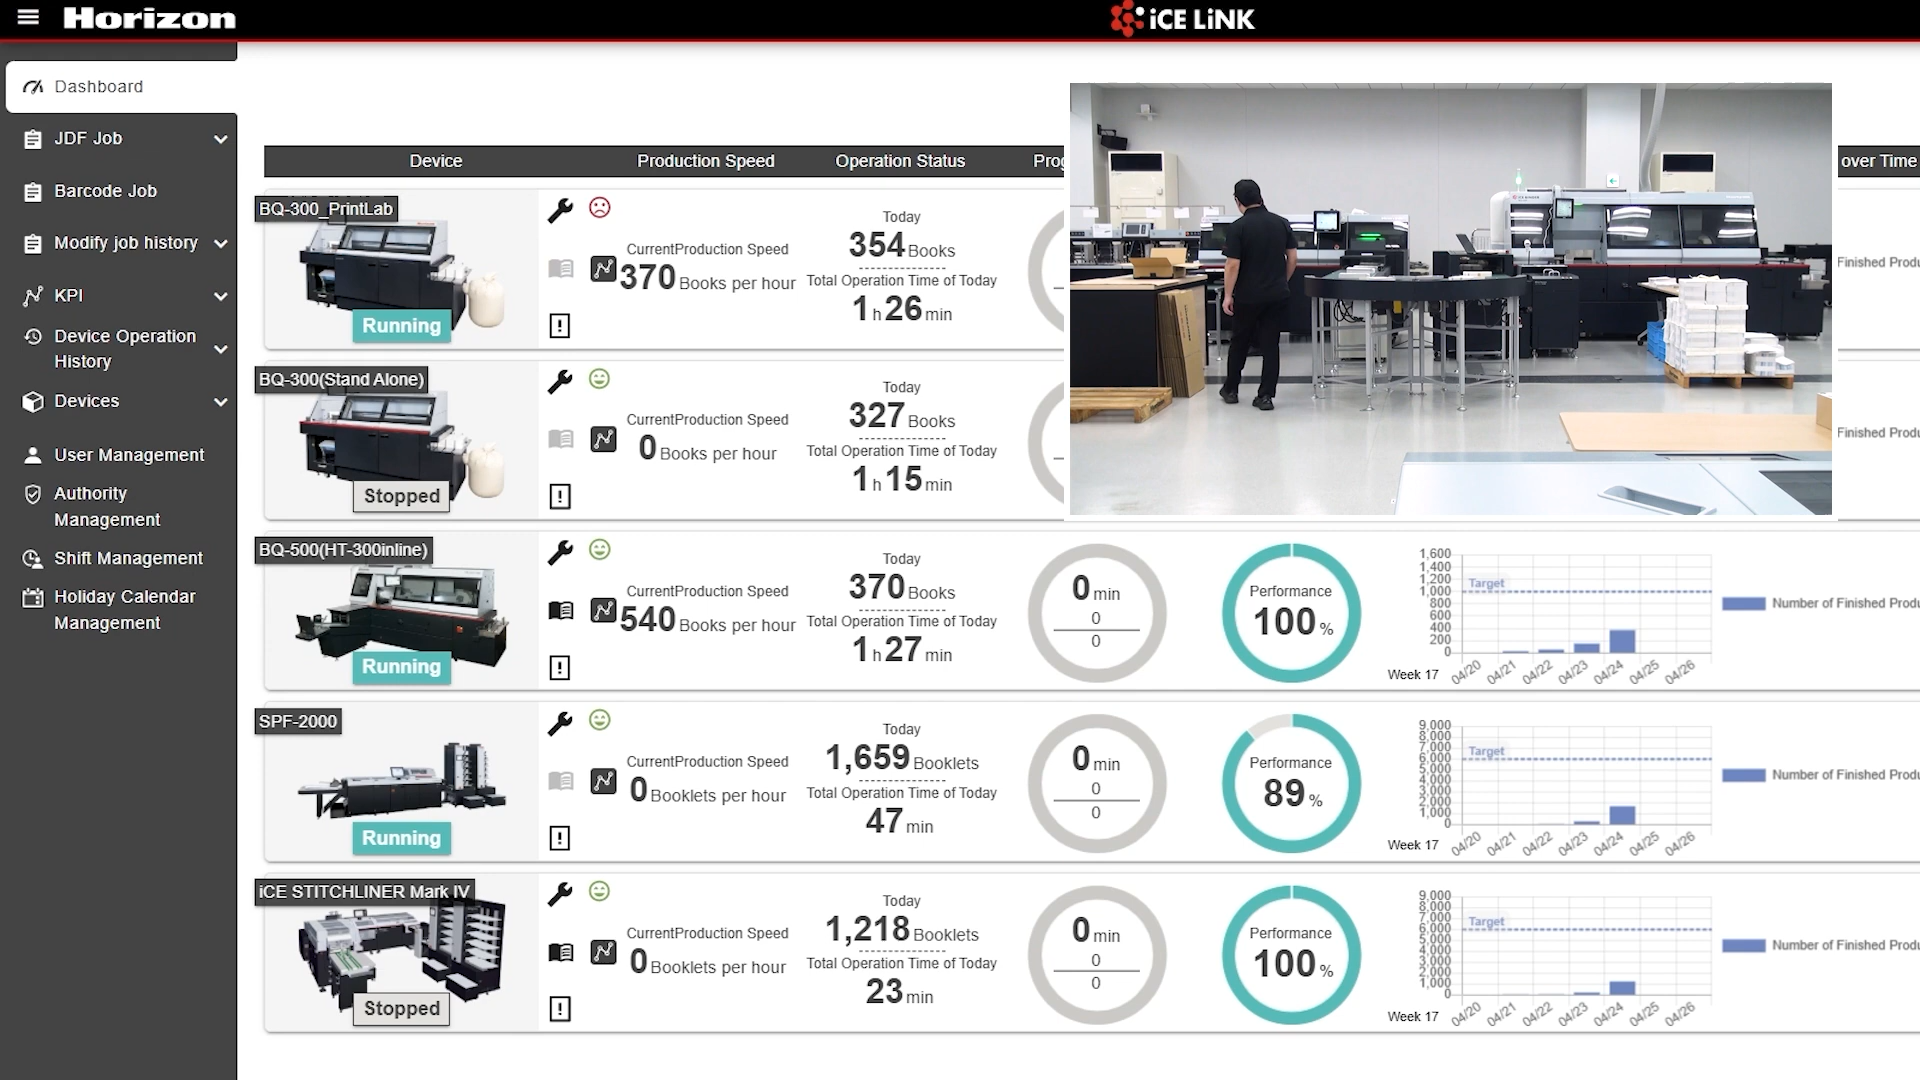 Horizon
iCE LiNK
Dashboard
JDF Job
Barcode Job
Modify job history
KPI
Device Operation
History
Devices
User Management
Authority
Management
Shift Management
Holiday Calendar
Management
Device Production Speed Operation Status over Time
BQ-300_PrintLab
Running
CurrentProduction Speed
370 Books per hour
Today
354 Books
Total Operation Time of Today
1 h 26 min
BQ-300(Stand Alone)
Stopped
CurrentProduction Speed
0 Books per hour
Today
327 Books
Total Operation Time of Today
1 h 15 min
BQ-500(HT-300inline)
Running
CurrentProduction Speed
540 Books per hour
Today
370 Books
Total Operation Time of Today
1 h 27 min
0 min
0
0
Performance
100 %
1,600
1,400
1,200
1,000
800
600
400
200
0
Target
Week 17
04/20 04/21 04/22 04/23 04/24 04/25 04/26
Number of Finished Produ
SPF-2000
Running
CurrentProduction Speed
0 Booklets per hour
Today
1,659 Booklets
Total Operation Time of Today
47 min
0 min
0
0
Performance
89 %
9,000
8,000
7,000
6,000
5,000
4,000
3,000
2,000
1,000
0
Target
Week 17
04/20 04/21 04/22 04/23 04/24 04/25 04/26
Number of Finished Produ
iCE STITCHLINER Mark IV
Stopped
CurrentProduction Speed
0 Booklets per hour
Today
1,218 Booklets
Total Operation Time of Today
23 min
0 min
0
0
Performance
100 %
9,000
8,000
7,000
6,000
5,000
4,000
3,000
2,000
1,000
0
Target
Week 17
04/20 04/21 04/22 04/23 04/24 04/25 04/26
Number of Finished Produ